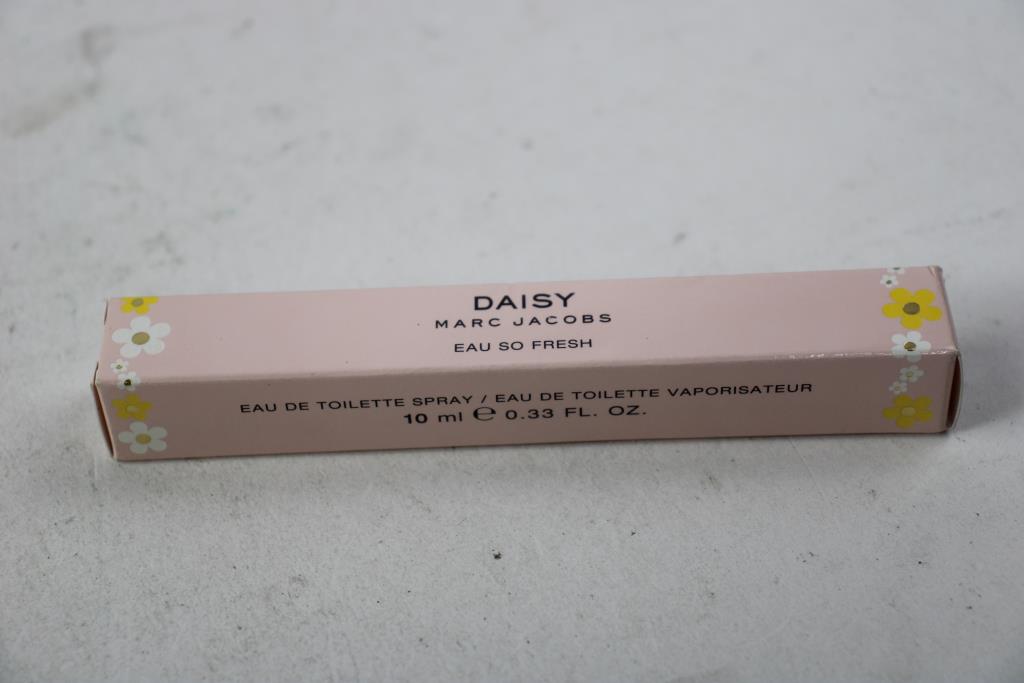 DAISY
MARC JACOBS
EAU SO FRESH
EAU DE TOILETTE SPRAY / EAU DE TOILETTE VAPORISATEUR
10 ml ℮ 0.33 FL. OZ.